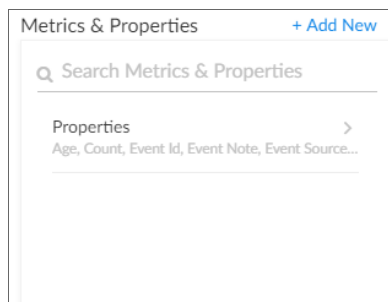 Metrics & Properties + Add New
Search Metrics & Properties
Properties
Age, Count, Event Id, Event Note, Event Source...